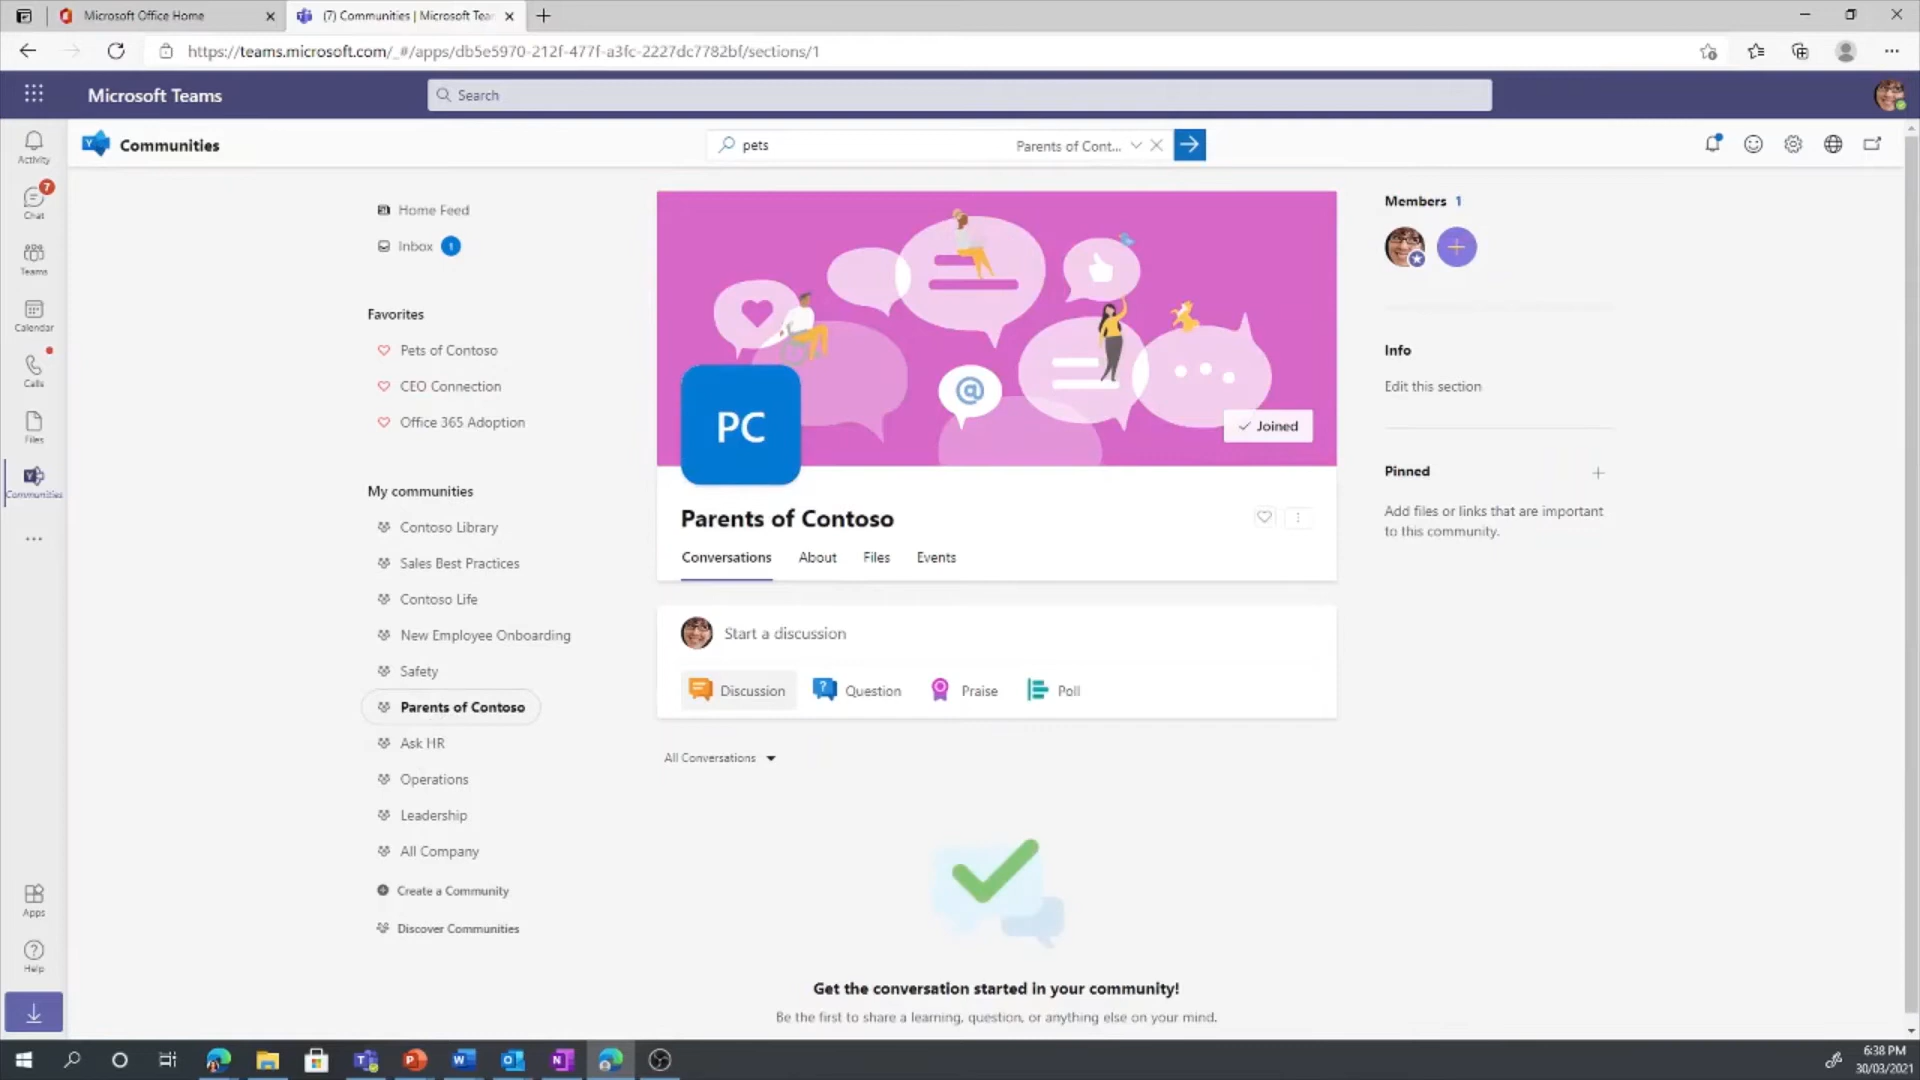 Microsoft Office Home
(7) Communities | Microsoft Tea
https://teams.microsoft.com/_#/apps/db5e5970-212f-477f-a3fc-2227dc7782bf/sections/1
Microsoft Teams
Search
Activity
7
Chat
Teams
Calendar
Calls
Files
Communities
Apps
Help
Communities
pets
Parents of Cont...
Home Feed
Inbox 1
Favorites
Pets of Contoso
CEO Connection
Office 365 Adoption
My communities
Contoso Library
Sales Best Practices
Contoso Life
New Employee Onboarding
Safety
Parents of Contoso
Ask HR
Operations
Leadership
All Company
Create a Community
Discover Communities
@
PC
Joined
Parents of Contoso
Conversations About Files Events
Start a discussion
Discussion Question Praise Poll
All Conversations
Get the conversation started in your community!
Be the first to share a learning, question, or anything else on your mind.
Members 1
Info
Edit this section
Pinned
Add files or links that are important
to this community.
6:38 PM
30/03/2021